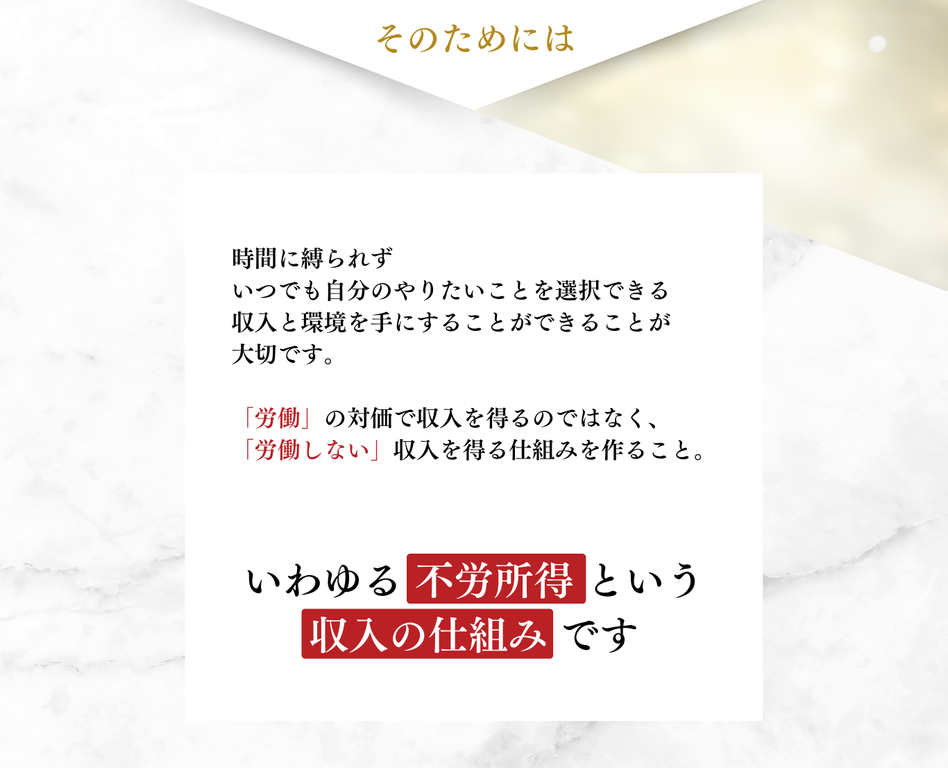 そのためには
時間に縛られず
いつでも自分のやりたいことを選択できる
収入と環境を手にすることができることが
大切です。
「労働」の対価で収入を得るのではなく、
「労働しない」収入を得る仕組みを作ること。
いわゆる不労所得という
収入の仕組みです